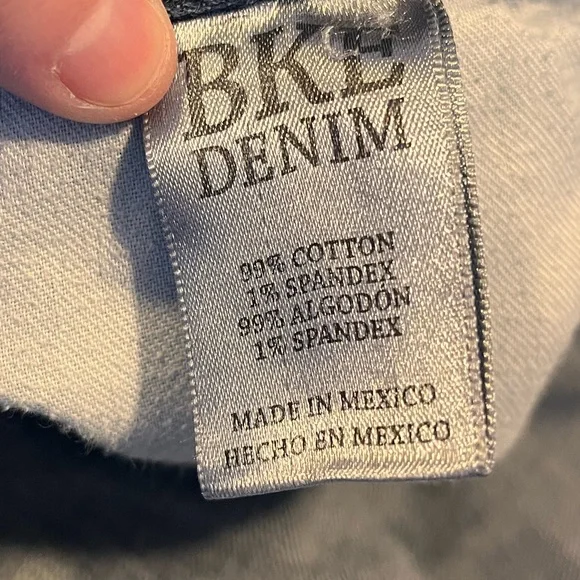 BKE
DENIM
99% COTTON
1% SPANDEX
99% ALGODÓN
1% SPANDEX
MADE IN MEXICO
HECHO EN MEXICO